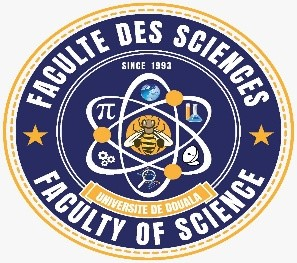 FACULTE DES SCIENCES
SINCE 1993
π
UNIVERSITE DE DOUALA
FACULTY OF SCIENCE